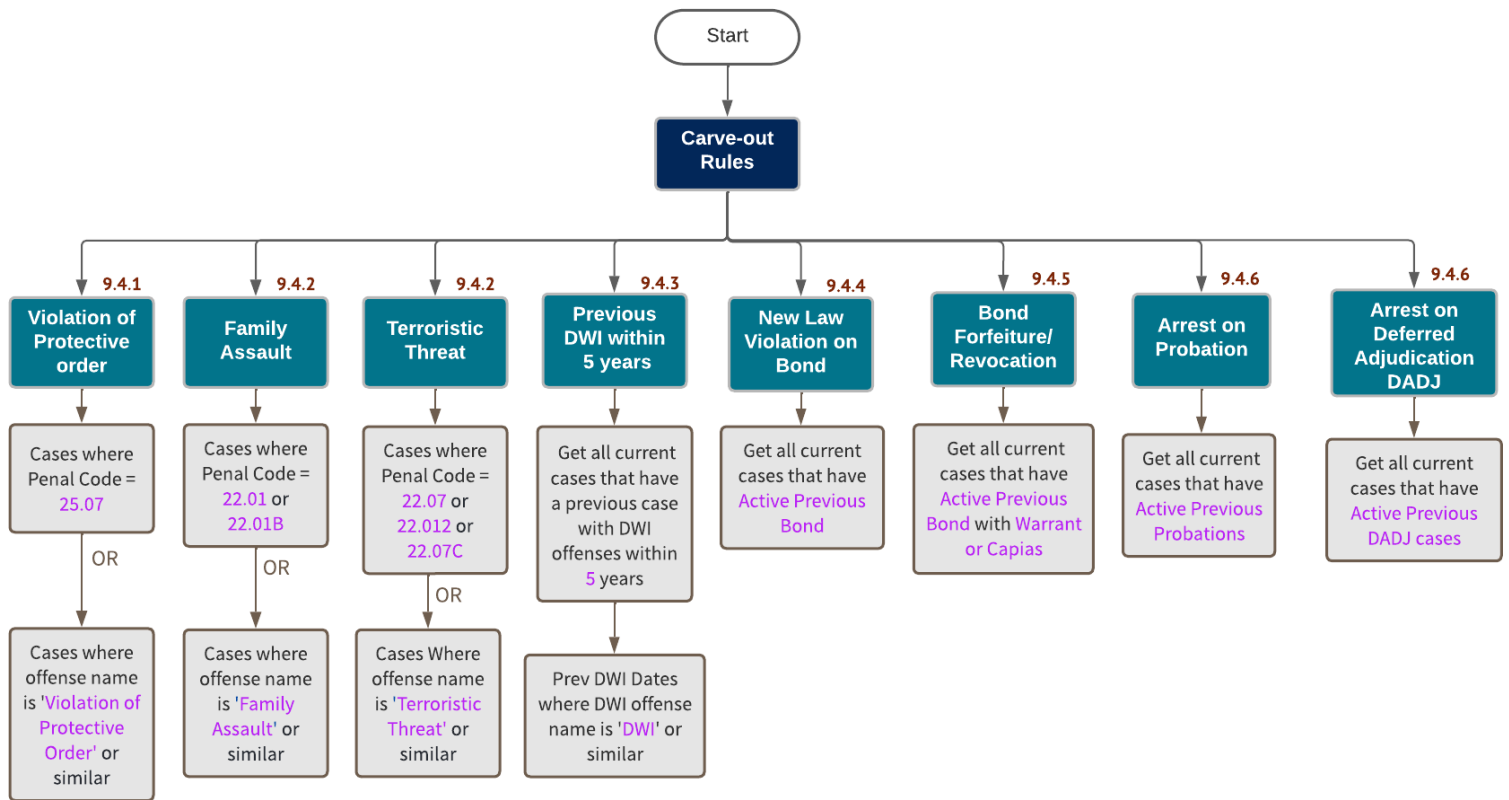 Start
Carve-out
Rules
9.4.1
Violation of
Protective
order
Cases where
Penal Code =
25.07
OR
Cases where
offense name
is 'Violation of
Protective
Order' or
similar
9.4.2
Family
Assault
Cases where
Penal Code =
22.01 or
22.01B
OR
Cases where
offense name
is 'Family
Assault' or
similar
9.4.2
Terroristic
Threat
Cases where
Penal Code =
22.07 or
22.012 or
22.07C
OR
Cases Where
offense name
is 'Terroristic
Threat' or
similar
9.4.3
Previous
DWI within
5 years
Get all current
cases that have
a previous case
with DWI
offenses within
5 years
Prev DWI Dates
where DWI offense
name is 'DWI' or
similar
9.4.4
New Law
Violation on
Bond
Get all current
cases that have
Active Previous
Bond
9.4.5
Bond
Forfeiture/
Revocation
Get all current
cases that have
Active Previous
Bond with Warrant
or Capias
9.4.6
Arrest on
Probation
Get all current
cases that have
Active Previous
Probations
9.4.6
Arrest on
Deferred
Adjudication
DADJ
Get all current
cases that have
Active Previous
DADJ cases